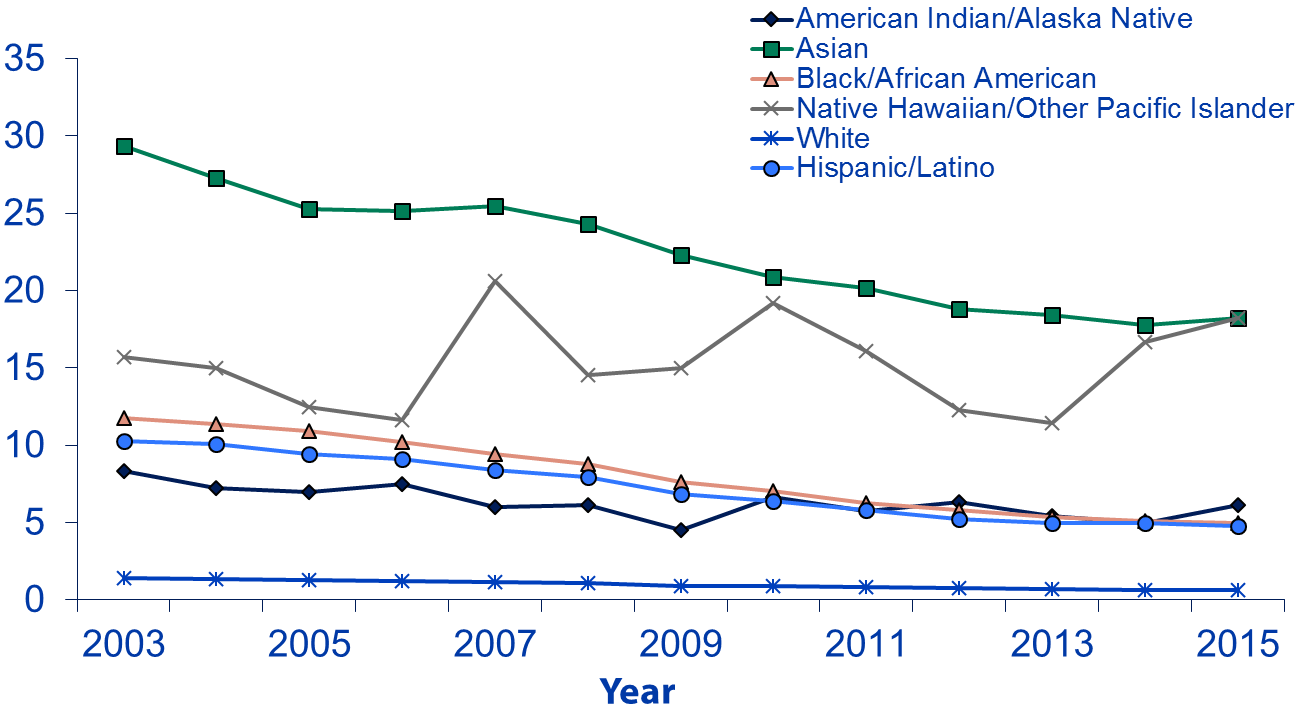 American Indian/Alaska Native
Asian
Black/African American
Native Hawaiian/Other Pacific Islander
White
Hispanic/Latino
35
30
25
20
15
10
5
0
2003 2005 2007 2009 2011 2013 2015
Year